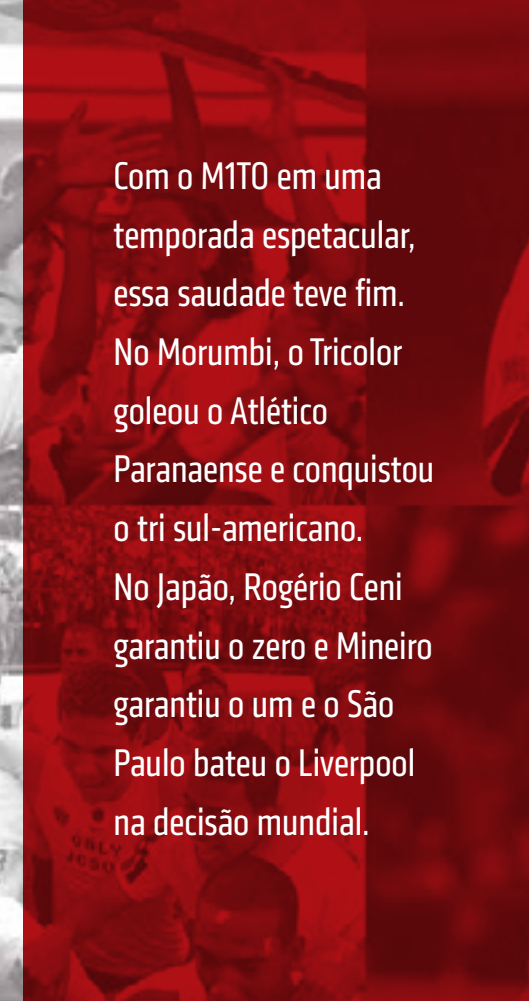 Com o M1TO em uma
temporada espetacular,
essa saudade teve fim.
No Morumbi, o Tricolor
goleou o Atlético
Paranaense e conquistou
o tri sul-americano.
No Japão, Rogério Ceni
garantiu o zero e Mineiro
garantiu o um e o São
Paulo bateu o Liverpool
na decisão mundial.